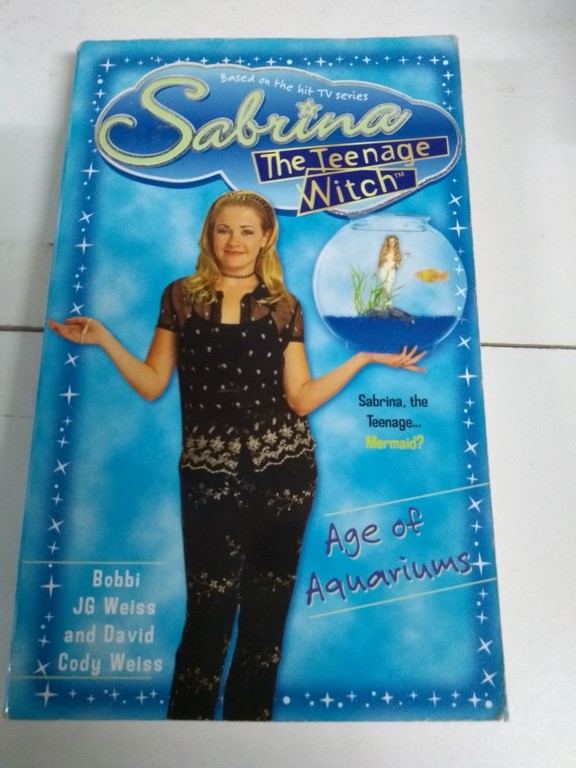 Based on the hit TV series
Sabrina
The Teenage
Witch™
Sabrina, the
Teenage...
Mermaid?
Age of
Aquariums
Bobbi
JG Weiss
and David
Cody Weiss